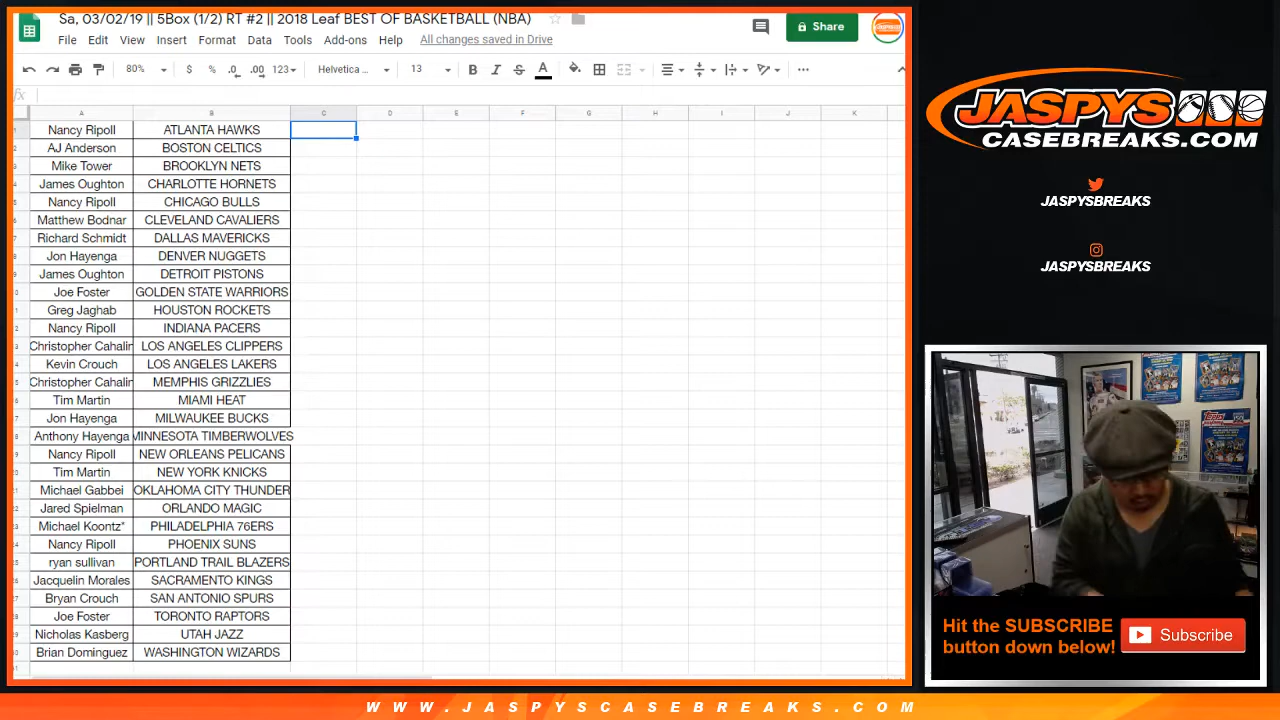 Sa, 03/02/19 || 5Box (1/2) RT #2 || 2018 Leaf BEST OF BASKETBALL (NBA)
File Edit View Insert Format Data Tools Add-ons Help All changes saved in Drive
Share
80% $ % .0 .00 123 Helvetica ... 13 B I S A
fx
A B C D E F G H I J K
Nancy Ripoll ATLANTA HAWKS
AJ Anderson BOSTON CELTICS
Mike Tower BROOKLYN NETS
James Oughton CHARLOTTE HORNETS
Nancy Ripoll CHICAGO BULLS
Matthew Bodnar CLEVELAND CAVALIERS
Richard Schmidt DALLAS MAVERICKS
Jon Hayenga DENVER NUGGETS
James Oughton DETROIT PISTONS
Joe Foster GOLDEN STATE WARRIORS
Greg Jaghab HOUSTON ROCKETS
Nancy Ripoll INDIANA PACERS
Christopher Cahalin LOS ANGELES CLIPPERS
Kevin Crouch LOS ANGELES LAKERS
Christopher Cahalin MEMPHIS GRIZZLIES
Tim Martin MIAMI HEAT
Jon Hayenga MILWAUKEE BUCKS
Anthony Hayenga MINNESOTA TIMBERWOLVES
Nancy Ripoll NEW ORLEANS PELICANS
Tim Martin NEW YORK KNICKS
Michael Gabbei OKLAHOMA CITY THUNDER
Jared Spielman ORLANDO MAGIC
Michael Koontz* PHILADELPHIA 76ERS
Nancy Ripoll PHOENIX SUNS
ryan sullivan PORTLAND TRAIL BLAZERS
Jacquelin Morales SACRAMENTO KINGS
Bryan Crouch SAN ANTONIO SPURS
Joe Foster TORONTO RAPTORS
Nicholas Kasberg UTAH JAZZ
Brian Dominguez WASHINGTON WIZARDS
JASPYS
CASEBREAKS.COM
JASPYSBREAKS
JASPYSBREAKS
Hit the SUBSCRIBE
button down below!
Subscribe
WWW.JASPYSCASEBREAKS.COM